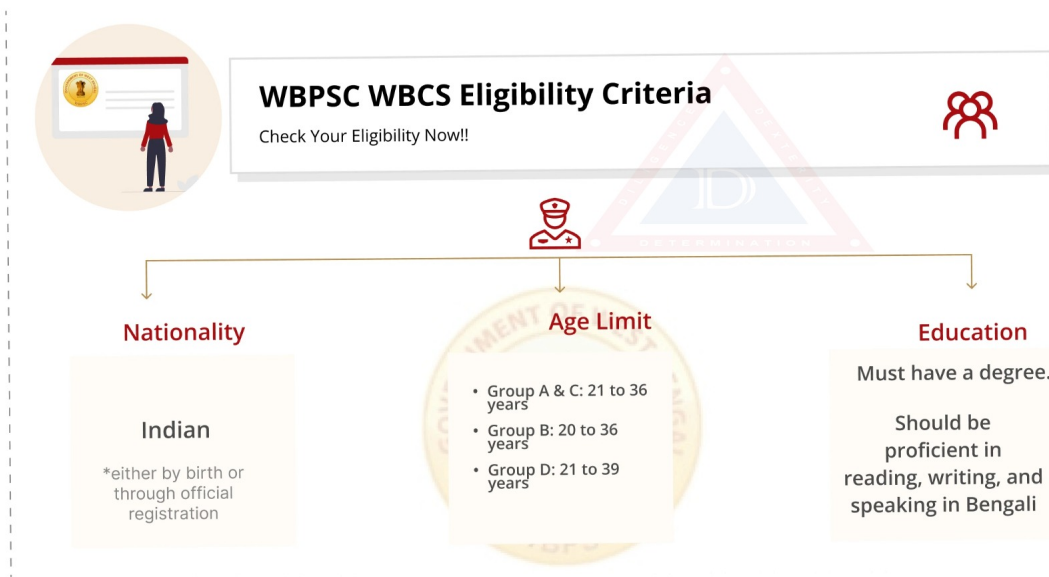 WBPSC WBCS Eligibility Criteria
Check Your Eligibility Now!!
DETERMINATION
Nationality
Indian
*either by birth or
through official
registration
Age Limit
• Group A & C: 21 to 36
years
• Group B: 20 to 36
years
• Group D: 21 to 39
years
Education
Must have a degree.
Should be
proficient in
reading, writing, and
speaking in Bengali